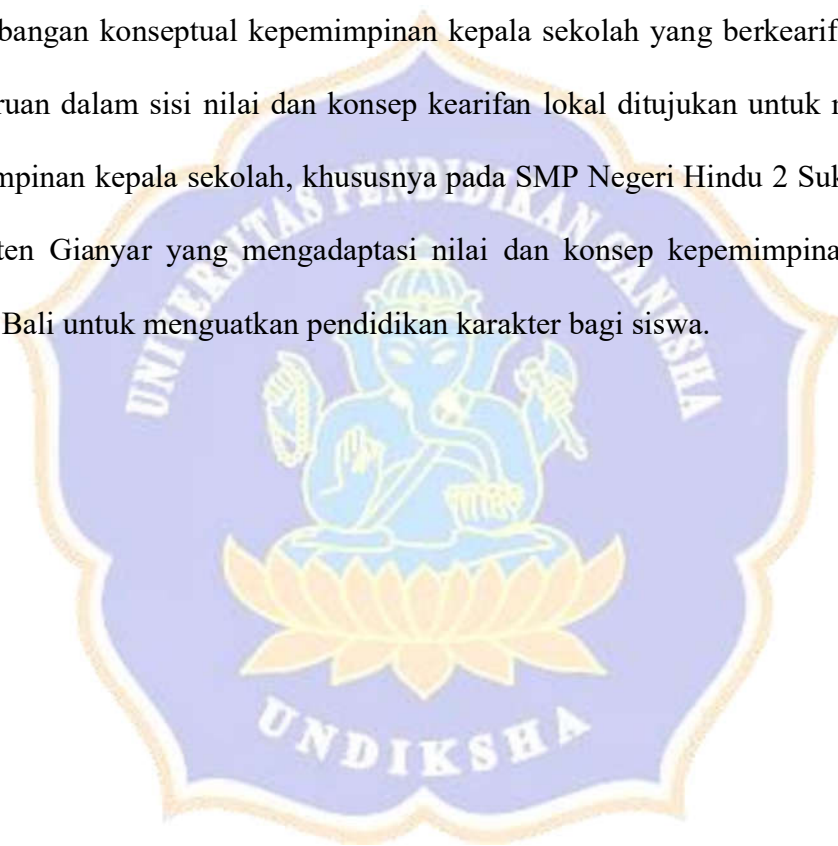 bangan konseptual kepemimpinan kepala sekolah yang berkearif
ruan dalam sisi nilai dan konsep kearifan lokal ditujukan untuk
mpinan kepala sekolah, khususnya pada SMP Negeri Hindu 2 Suk
ten Gianyar yang mengadaptasi nilai dan konsep kepemimpina
Bali untuk menguatkan pendidikan karakter bagi siswa.
UNIVERSITAS PENDIDIKAN GANESHA
UNDIKSHA